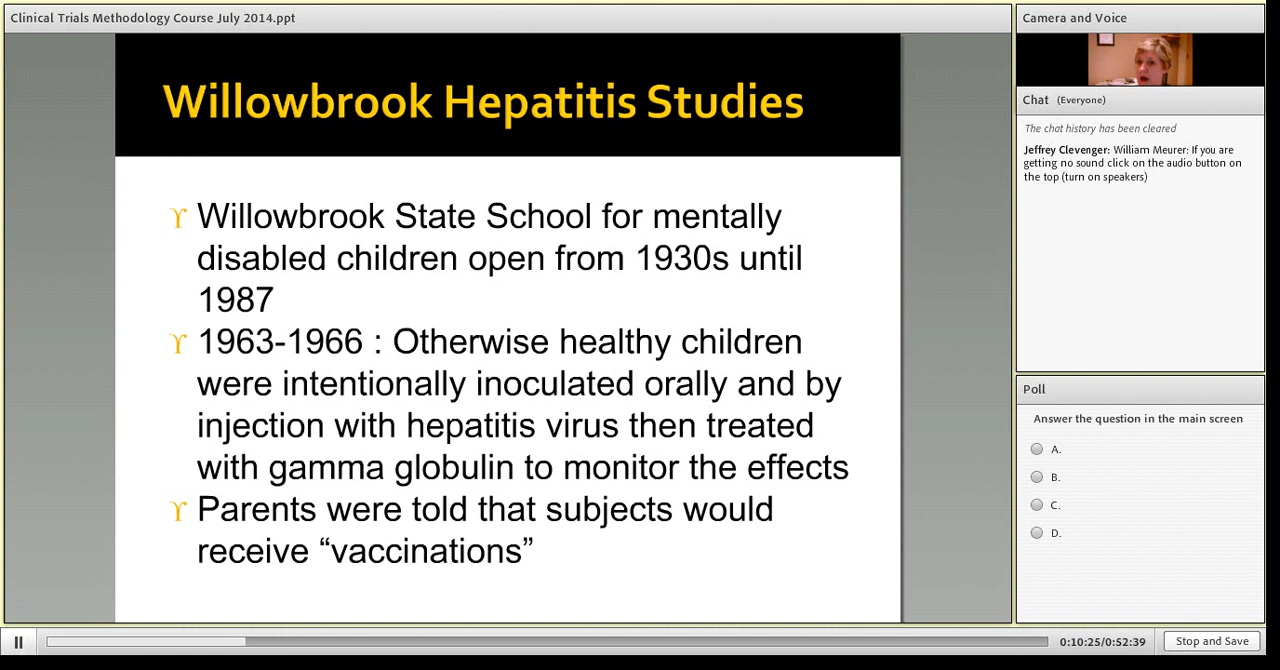 Clinical Trials Methodology Course July 2014.ppt
Willowbrook Hepatitis Studies
Willowbrook State School for mentally
disabled children open from 1930s until
1987
1963-1966 : Otherwise healthy children
were intentionally inoculated orally and by
injection with hepatitis virus then treated
with gamma globulin to monitor the effects
Parents were told that subjects would
receive “vaccinations”
Camera and Voice
Chat (Everyone)
The chat history has been cleared
Jeffrey Clevenger: William Meurer: If you are
getting no sound click on the audio button on
the top (turn on speakers)
Poll
Answer the question in the main screen
A.
B.
C.
D.
0:10:25/0:52:39
Stop and Save